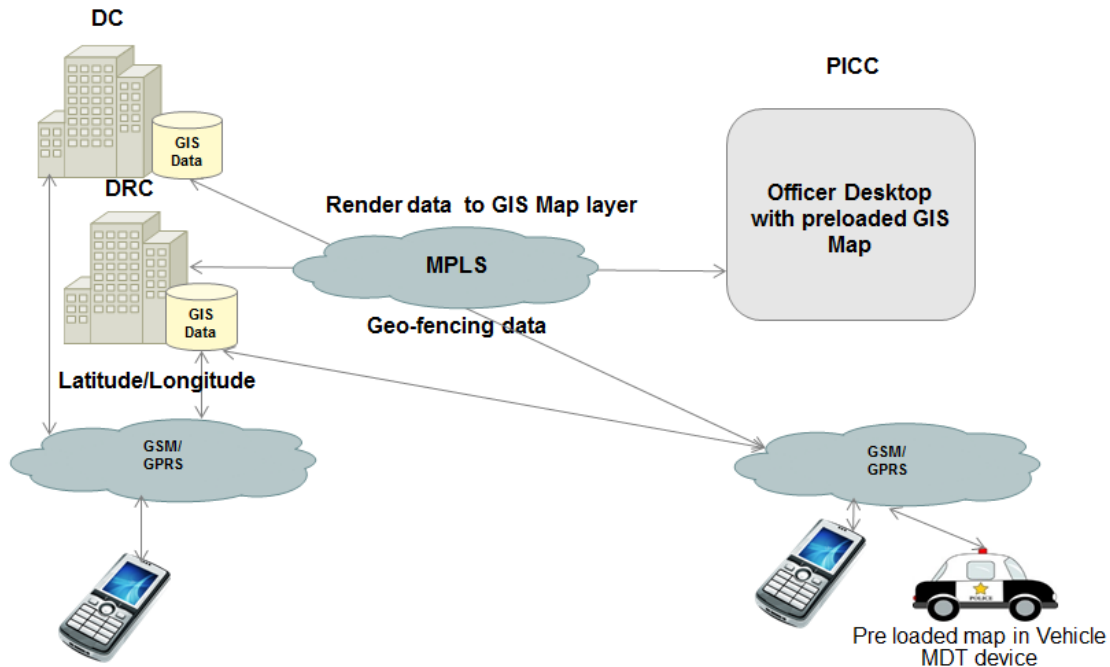 DC
PICC
GIS
Data
DRC
Render data to GIS Map layer
Officer Desktop
with preloaded GIS
Map
MPLS
GIS
Data
Geo-fencing data
Latitude/Longitude
GSM/
GPRS
GSM/
GPRS
POLICE
Pre loaded map in Vehicle
MDT device